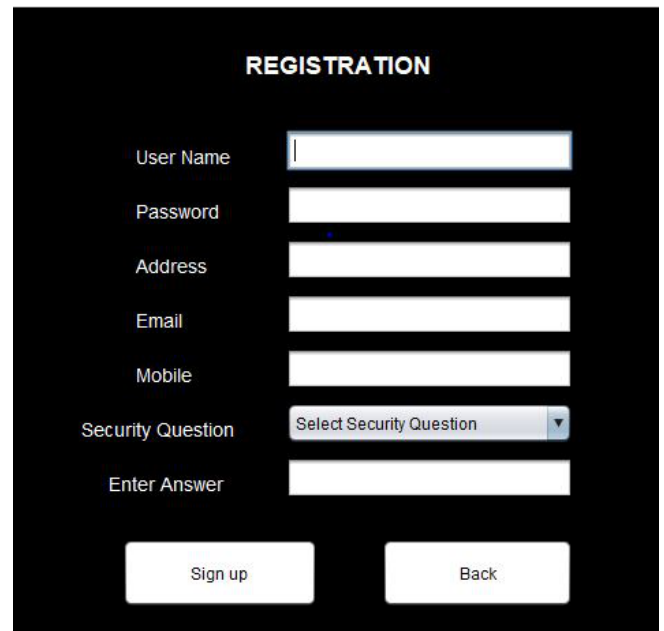 REGISTRATION
User Name
Password
Address
Email
Mobile
Security Question Select Security Question
Enter Answer
Sign up Back